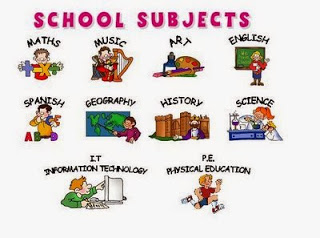 SCHOOL SUBJECTS
MATHS
MUSIC
ART
ENGLISH
SPANISH
GEOGRAPHY
HISTORY
SCIENCE
I.T
INFORMATION TECHNOLOGY
P.E.
PHYSICAL EDUCATION